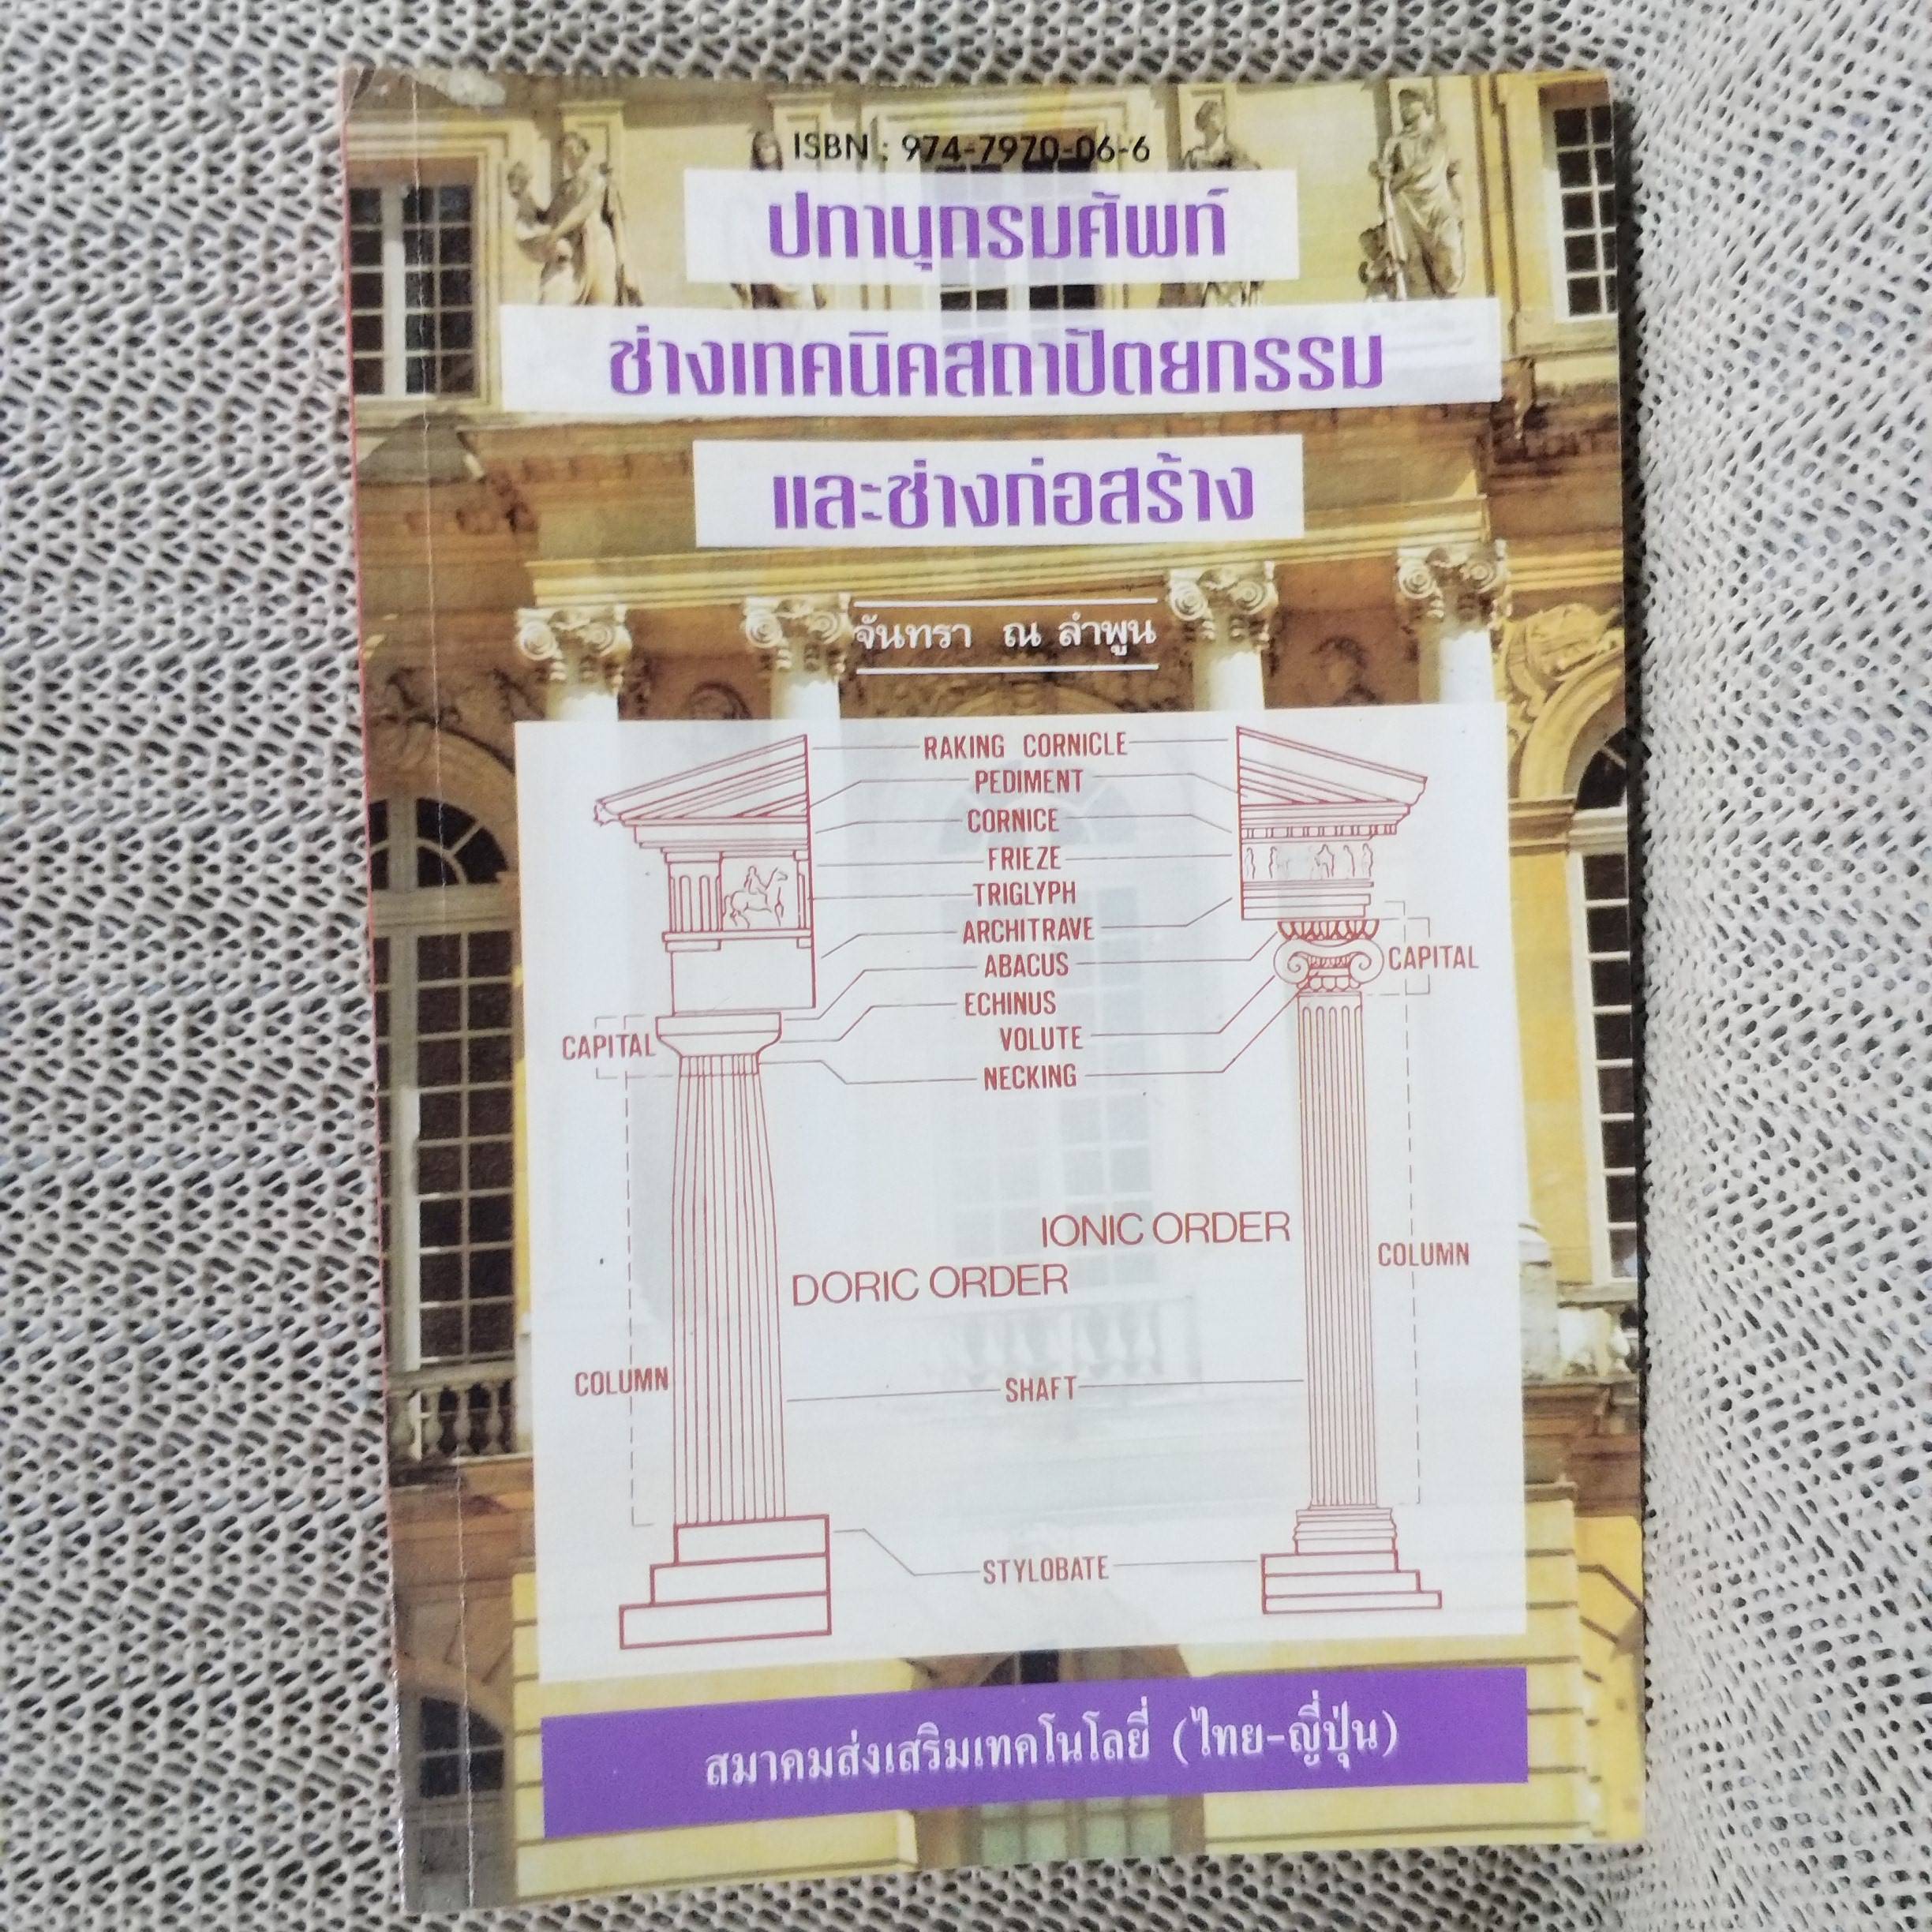 ISBN : 974-7970-06-6
ปทานุกรมศัพท์
ช่างเทคนิคสถาปัตยกรรม
และช่างก่อสร้าง
จันทรา ณ ลำพูน
RAKING CORNICLE
PEDIMENT
CORNICE
FRIEZE
TRIGLYPH
ARCHITRAVE
ABACUS
CAPITAL
ECHINUS
VOLUTE
CAPITAL
NECKING
IONIC ORDER
COLUMN
DORIC ORDER
COLUMN
SHAFT
STYLOBATE
สมาคมส่งเสริมเทคโนโลยี่ (ไทย-ญี่ปุ่น)